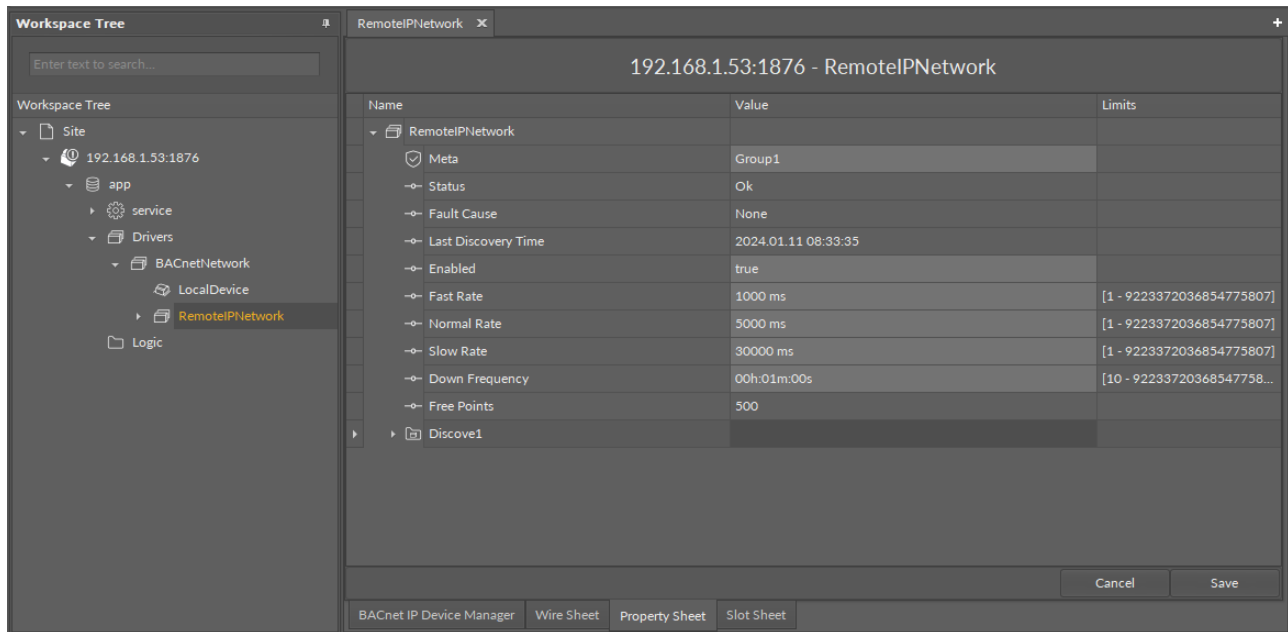 Workspace Tree
Enter text to search...
Workspace Tree
Site
192.168.1.53:1876
app
service
Drivers
BACnetNetwork
LocalDevice
RemoteIPNetwork
Logic
RemoteIPNetwork
192.168.1.53:1876 - RemoteIPNetwork
Name Value Limits
RemoteIPNetwork
Meta Group1
Status Ok
Fault Cause None
Last Discovery Time 2024.01.11 08:33:35
Enabled true
Fast Rate 1000 ms [1 - 9223372036854775807]
Normal Rate 5000 ms [1 - 9223372036854775807]
Slow Rate 30000 ms [1 - 9223372036854775807]
Down Frequency 00h:01m:00s [10 - 92233720368547758...
Free Points 500
Discove1
Cancel Save
BACnet IP Device Manager Wire Sheet Property Sheet Slot Sheet